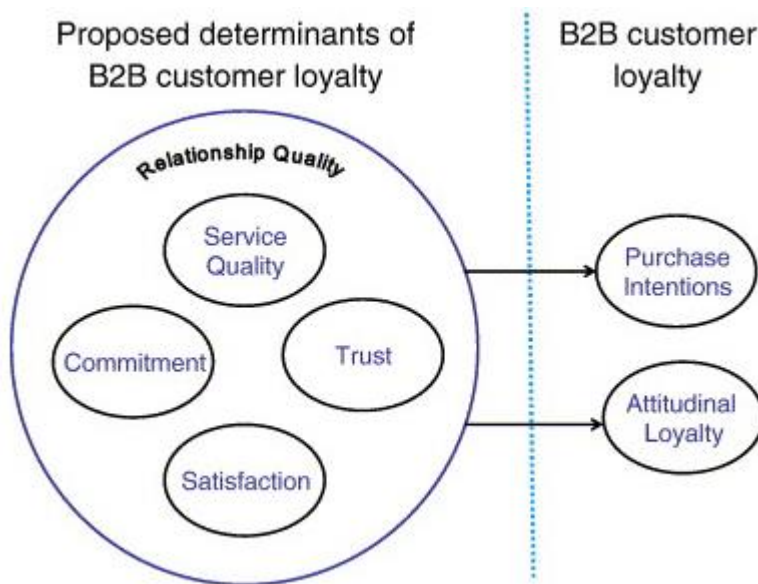 Proposed determinants of
B2B customer loyalty
B2B customer
loyalty
Relationship Quality
Service
Quality
Commitment
Trust
Satisfaction
Purchase
Intentions
Attitudinal
Loyalty